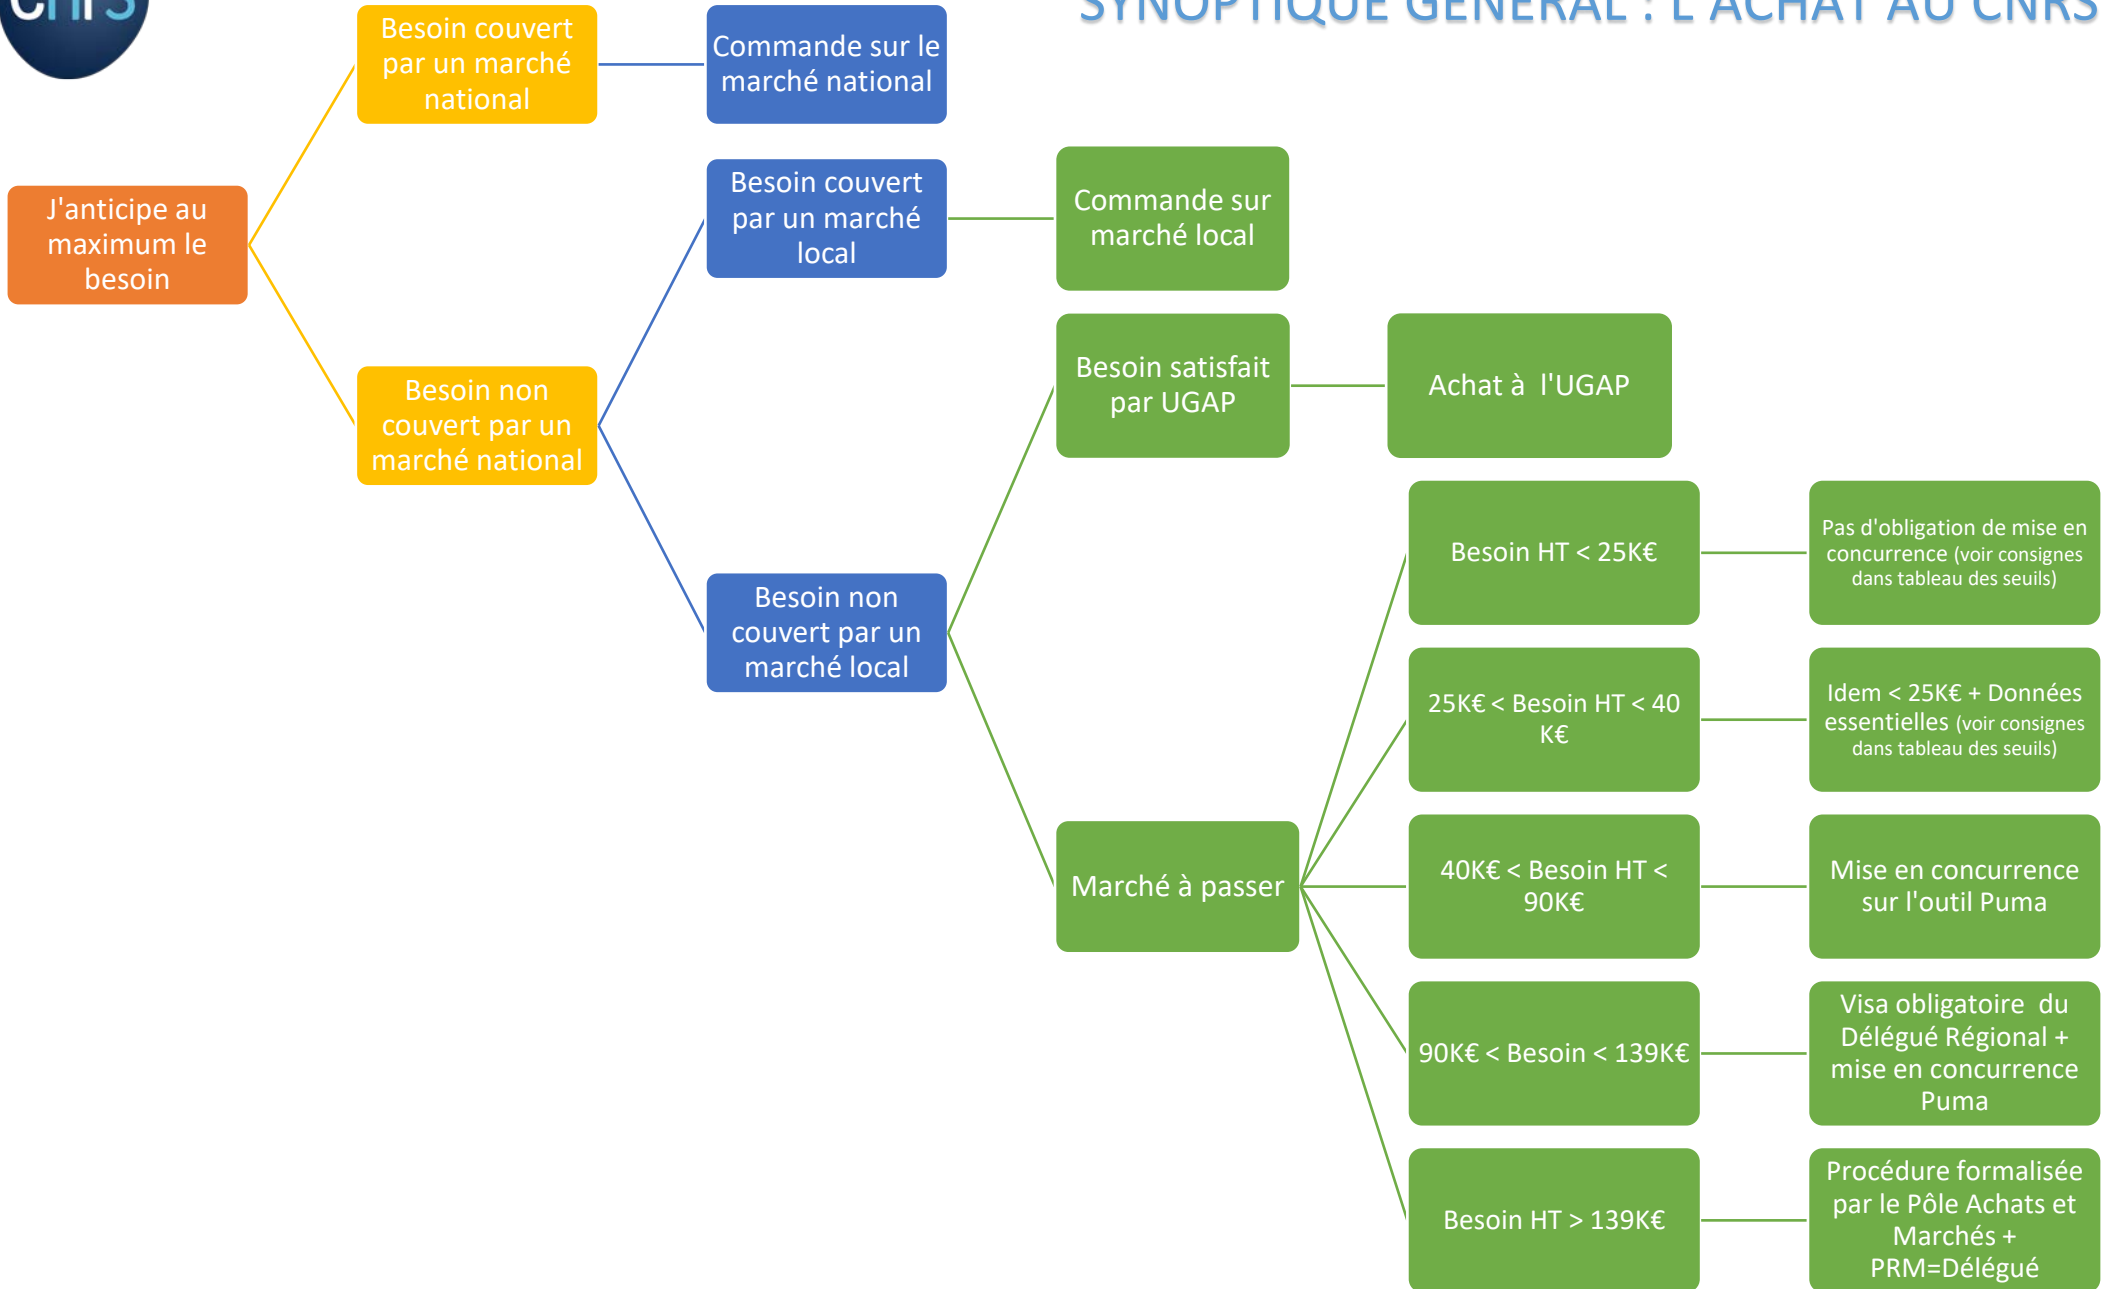 cnrs
SYNOPTIQUE GENERAL : L'ACHAT AU CNRS
Besoin couvert
par un marché
national
Commande sur le
marché national
J'anticipe au
maximum le
besoin
Besoin couvert
par un marché
local
Commande sur
marché local
Besoin non
couvert par un
marché national
Besoin satisfait
par UGAP
Achat à l'UGAP
Besoin non
couvert par un
marché local
Marché à passer
Besoin HT < 25K€
Pas d'obligation de mise en
concurrence (voir consignes
dans tableau des seuils)
25K€ < Besoin HT < 40
K€
Idem < 25K€ + Données
essentielles (voir consignes
dans tableau des seuils)
40K€ < Besoin HT <
90K€
Mise en concurrence
sur l'outil Puma
90K€ < Besoin < 139K€
Visa obligatoire du
Délégué Régional +
mise en concurrence
Puma
Besoin HT > 139K€
Procédure formalisée
par le Pôle Achats et
Marchés +
PRM=Délégué